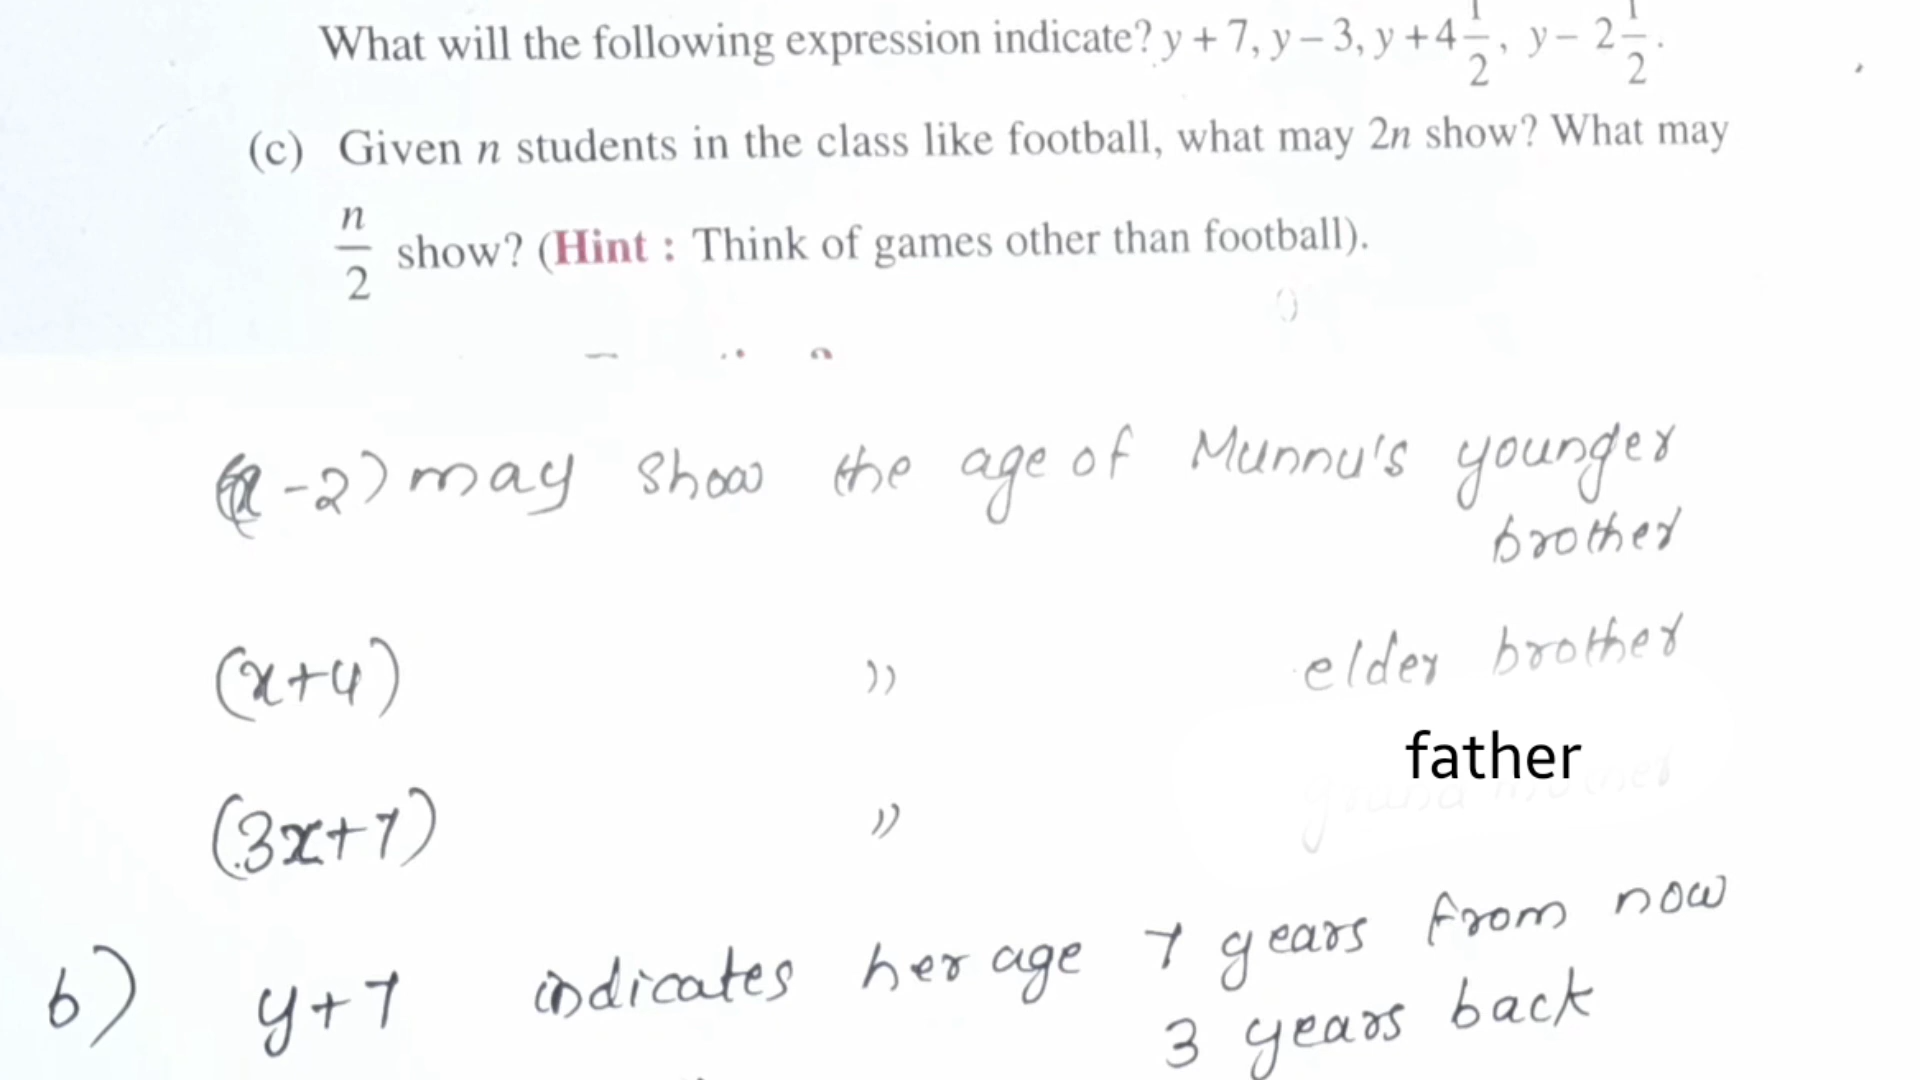 What will the following expression indicate? y + 7, y – 3, y + 4 1/2, y – 2 1/2.
(c) Given n students in the class like football, what may 2n show? What may
n/2 show? (Hint : Think of games other than football).
(x-2) may show the age of Munnu's younger
brother
(x+4) )) elder brother
father
(3x+7) ))
b) y+7 indicates her age 7 years from now
3 years back